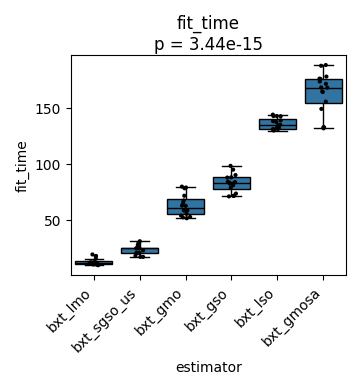 fit_time
p = 3.44e-15
fit_time
150
100
50
bxt_lmo
bxt_sgso_us
bxt_gmo
bxt_gso
bxt_lso
bxt_gmosa
estimator